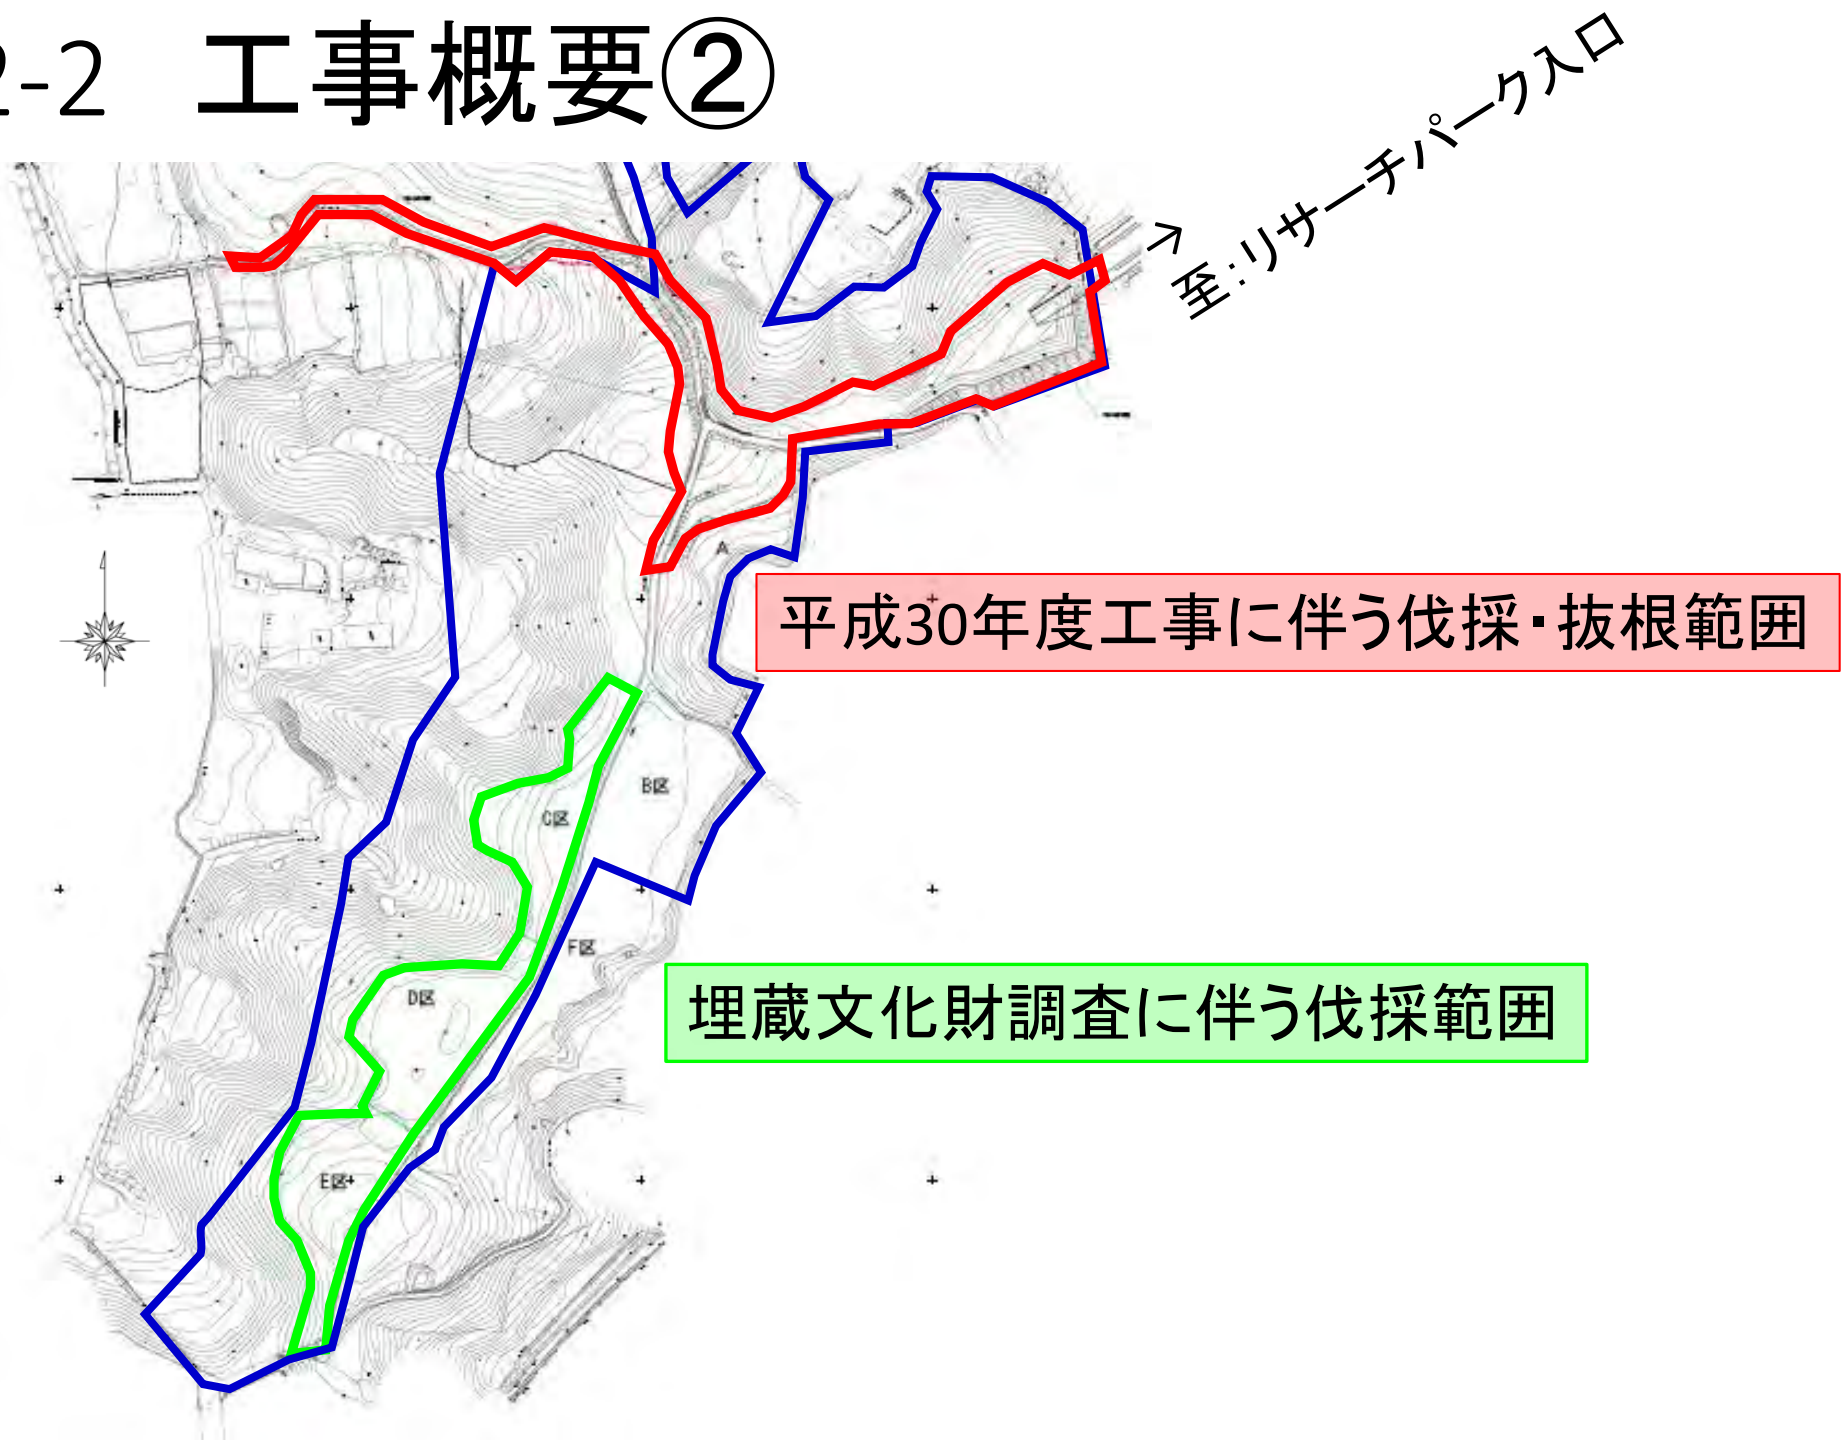 2-2 工事概要②
至:リサーチパーク入口
→
A
平成30年度工事に伴う伐採・抜根範囲
B区
C区
F区
埋蔵文化財調査に伴う伐採範囲
D区
E区